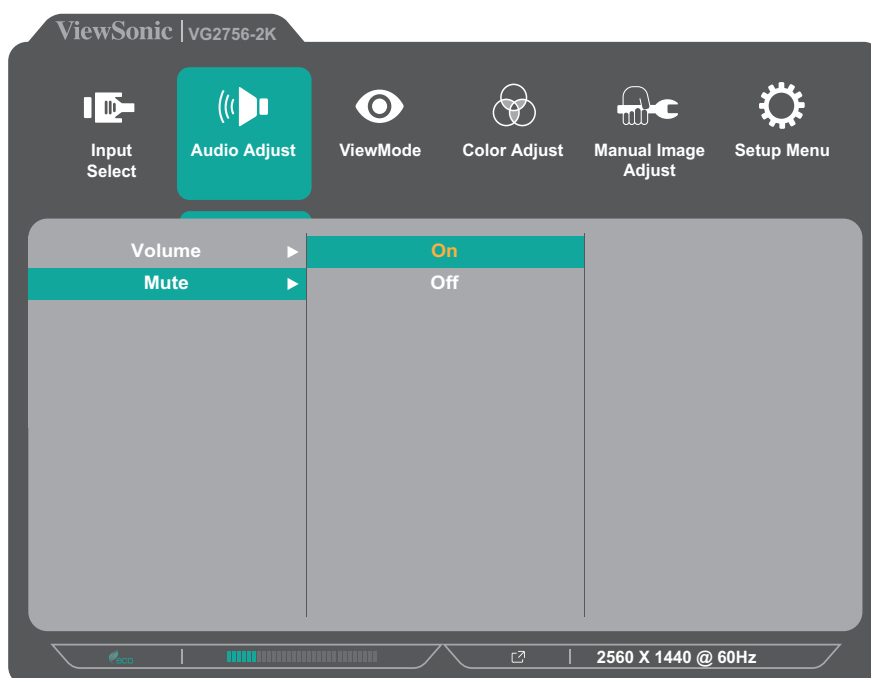 ViewSonic | VG2756-2K
Input Select
Audio Adjust
ViewMode
Color Adjust
Manual Image Adjust
Setup Menu
Volume
On
Mute
Off
eco
2560 X 1440 @ 60Hz